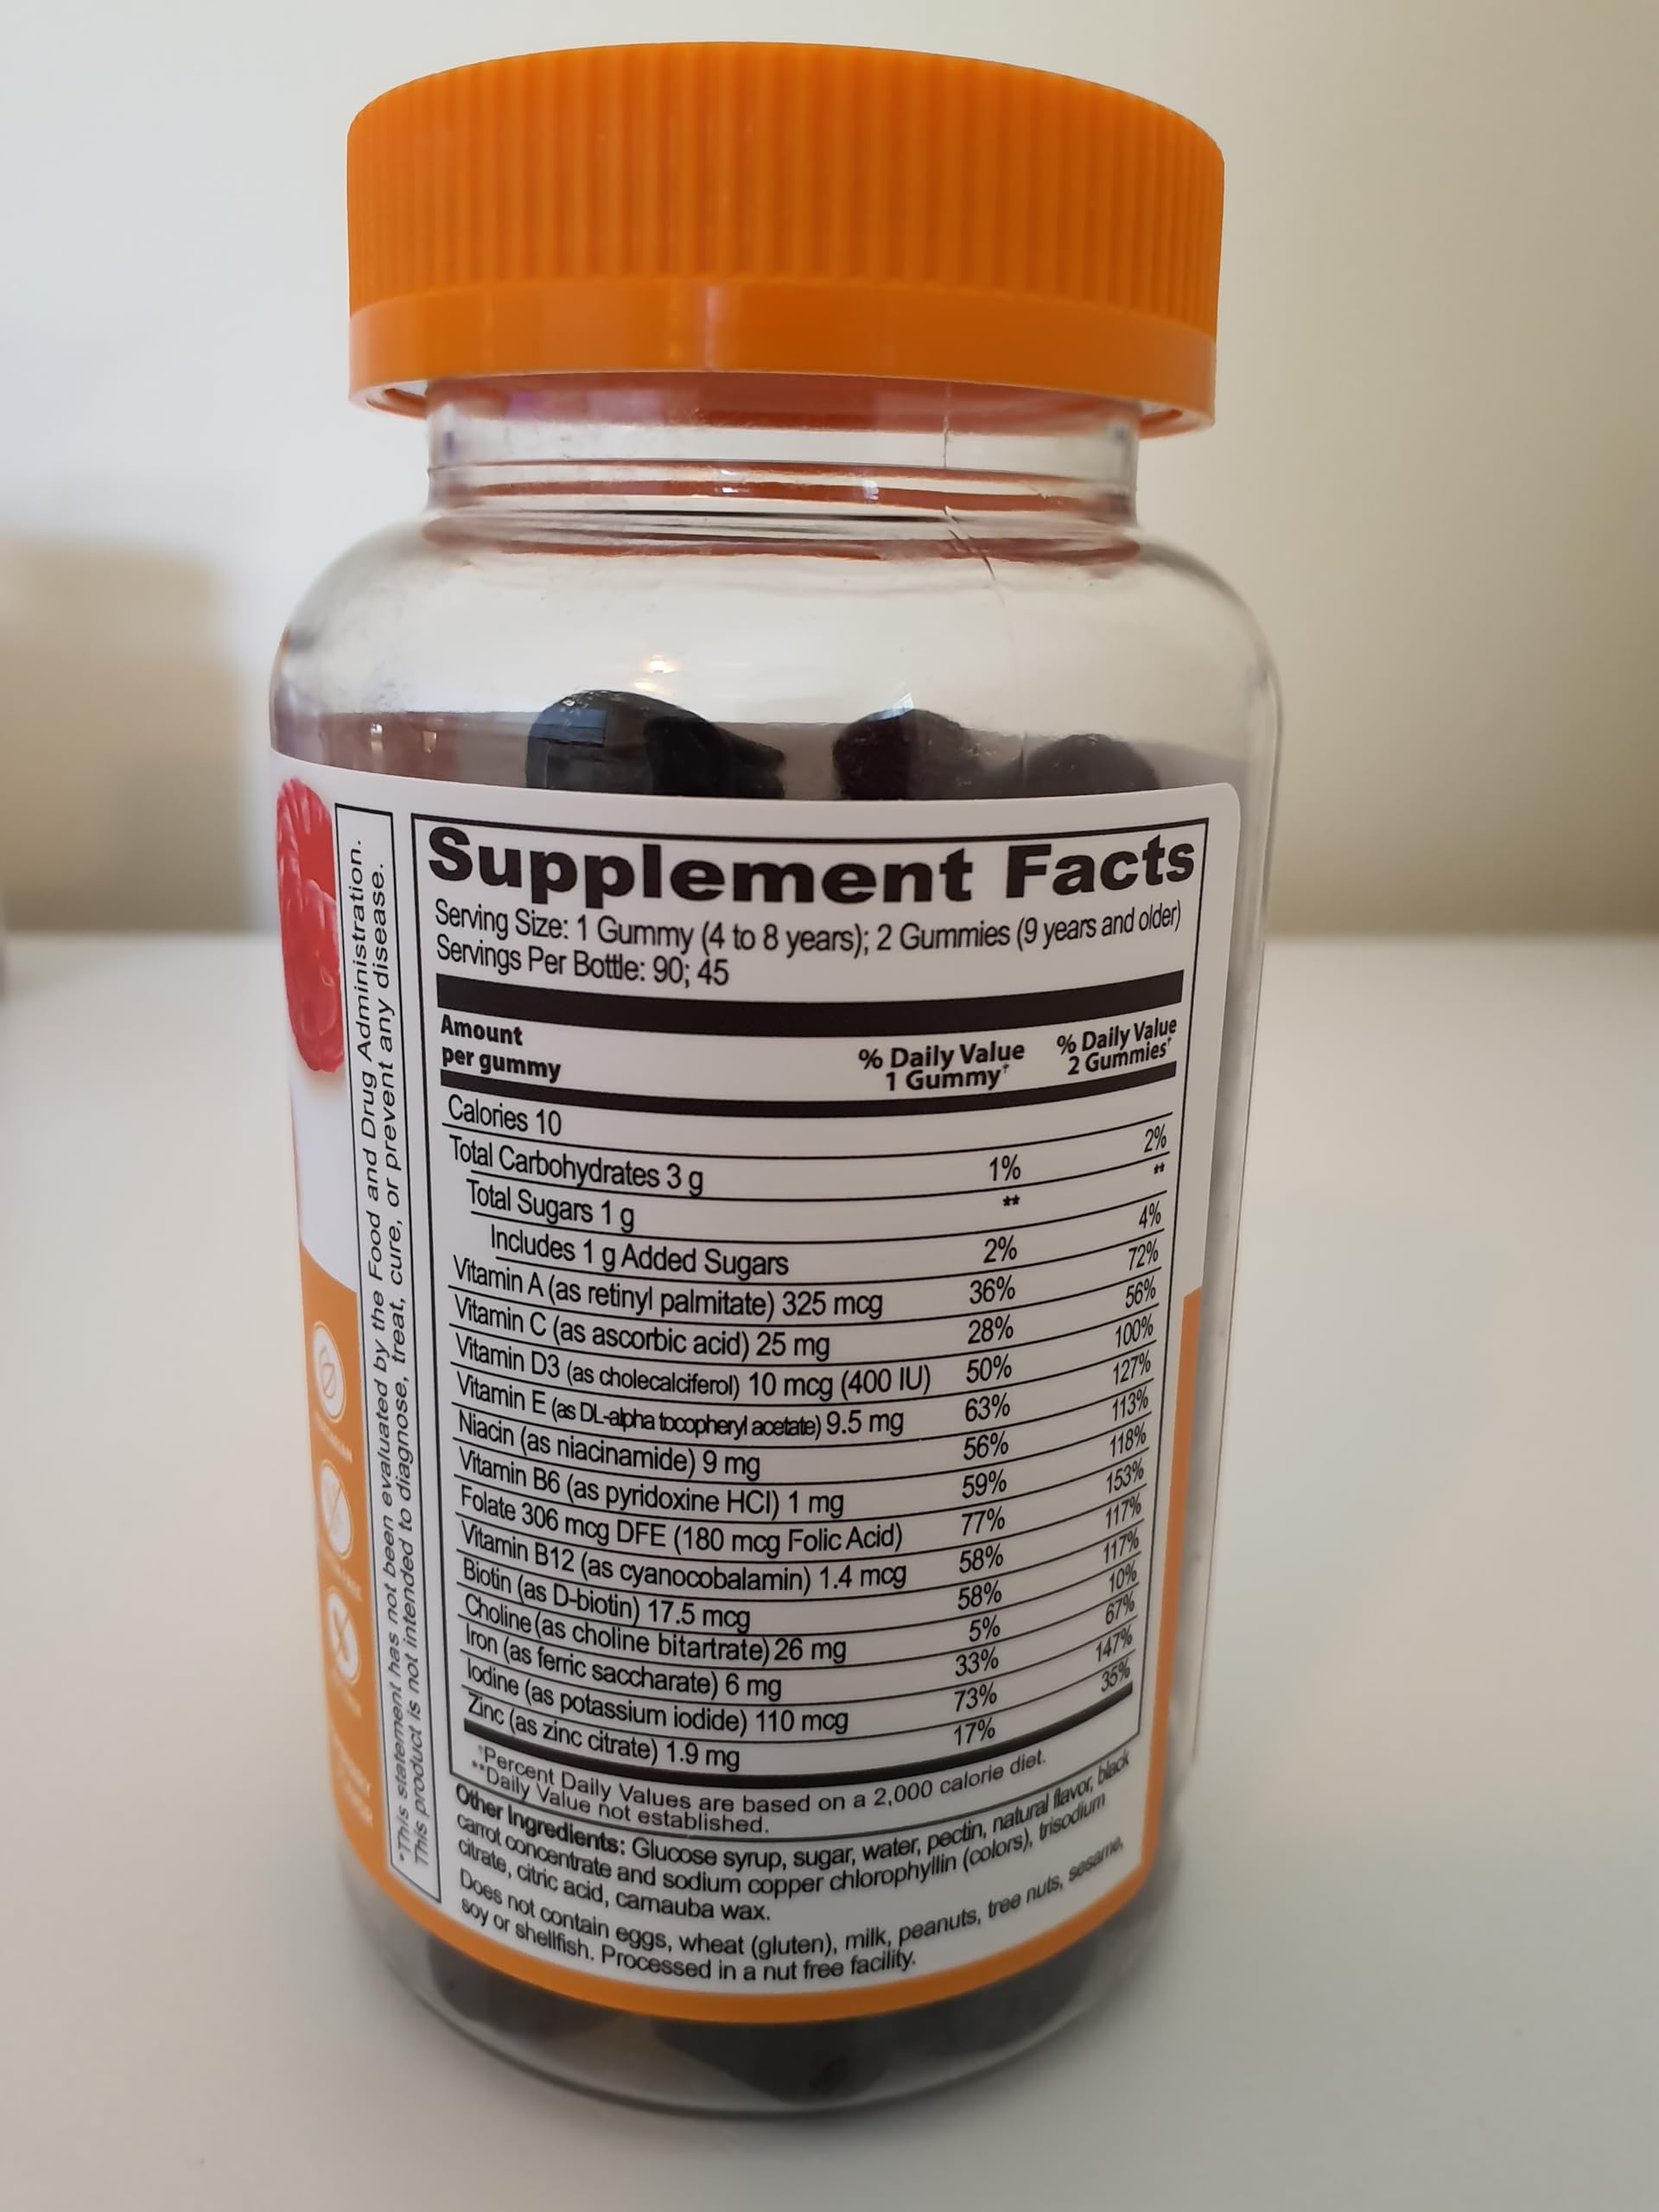 *This statement has not been evaluated by the Food and Drug Administration.
This product is not intended to diagnose, treat, cure, or prevent any disease.
Supplement Facts
Serving Size: 1 Gummy (4 to 8 years); 2 Gummies (9 years and older)
Servings Per Bottle: 90; 45
Amount per gummy % Daily Value 1 Gummy† % Daily Value 2 Gummies†
Calories 10
Total Carbohydrates 3 g 1% 2%
Total Sugars 1 g ** **
Includes 1 g Added Sugars 2% 4%
Vitamin A (as retinyl palmitate) 325 mcg 36% 72%
Vitamin C (as ascorbic acid) 25 mg 28% 56%
Vitamin D3 (as cholecalciferol) 10 mcg (400 IU) 50% 100%
Vitamin E (as DL-alpha tocopheryl acetate) 9.5 mg 63% 127%
Niacin (as niacinamide) 9 mg 56% 113%
Vitamin B6 (as pyridoxine HCl) 1 mg 59% 118%
Folate 306 mcg DFE (180 mcg Folic Acid) 77% 153%
Vitamin B12 (as cyanocobalamin) 1.4 mcg 58% 117%
Biotin (as D-biotin) 17.5 mcg 58% 117%
Choline (as choline bitartrate) 26 mg 5% 10%
Iron (as ferric saccharate) 6 mg 33% 67%
Iodine (as potassium iodide) 110 mcg 73% 147%
Zinc (as zinc citrate) 1.9 mg 17% 35%
†Percent Daily Values are based on a 2,000 calorie diet.
**Daily Value not established.
Other Ingredients: Glucose syrup, sugar, water, pectin, natural flavor, black
carrot concentrate and sodium copper chlorophyllin (colors), trisodium
citrate, citric acid, carnauba wax.
Does not contain eggs, wheat (gluten), milk, peanuts, tree nuts, sesame,
soy or shellfish. Processed in a nut free facility.